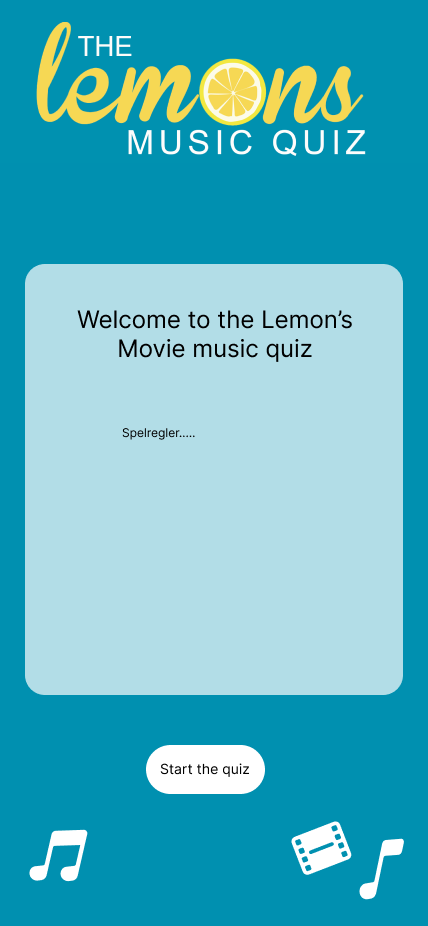 THE
lemons
MUSIC QUIZ
Welcome to the Lemon’s
Movie music quiz
Spelregler.....
Start the quiz